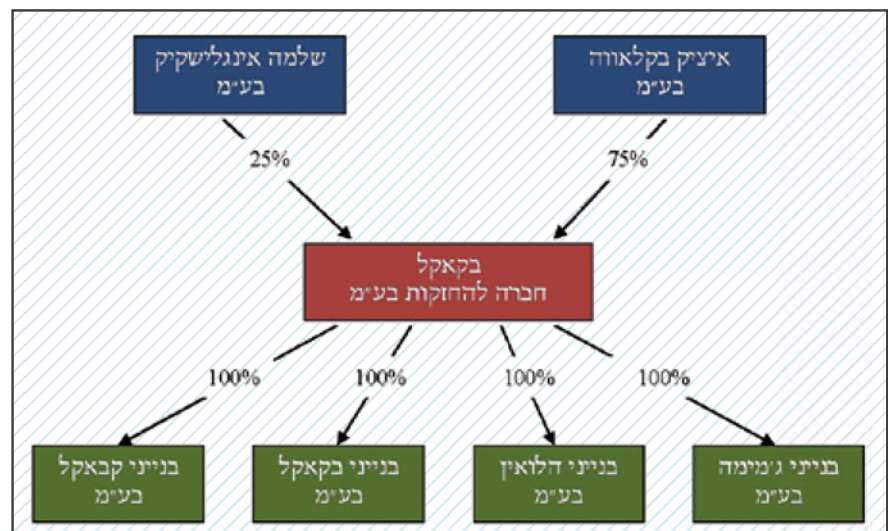 איציק בקלאווה
בע"מ
שלמה אינגלישקיק
בע"מ
75%
25%
בקאקל
חברה להחזקות בע"מ
100%
100%
100%
100%
בנייני ג'מימה
בע"מ
בנייני הלואין
בע"מ
בנייני בקאקל
בע"מ
בנייני קבאקל
בע"מ